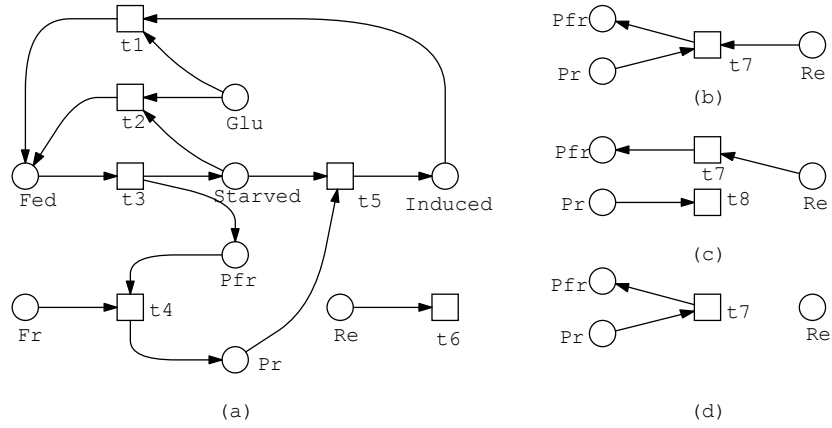 t1
Glu
t2
Fed
t3
Starved
t5
Induced
Pfr
Fr
t4
Pr
Re
t6
(a)
Pfr
Pr
t7
Re
(b)
Pfr
t7
Pr
t8
Re
(c)
Pfr
Pr
t7
Re
(d)